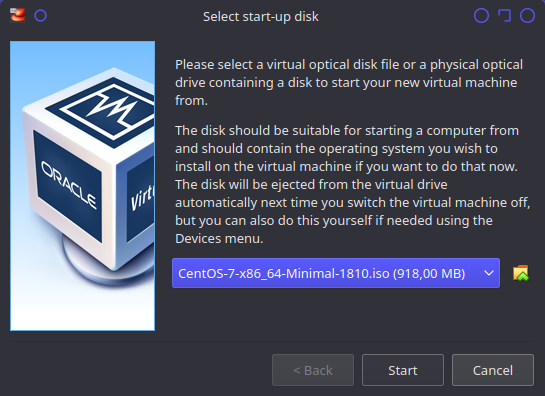 Select start-up disk
Please select a virtual optical disk file or a physical optical
drive containing a disk to start your new virtual machine
from.
The disk should be suitable for starting a computer from
and should contain the operating system you wish to
install on the virtual machine if you want to do that now.
The disk will be ejected from the virtual drive
automatically next time you switch the virtual machine off,
but you can also do this yourself if needed using the
Devices menu.
ORACLE
Virt
CentOS-7-x86_64-Minimal-1810.iso (918,00 MB)
< Back
Start
Cancel